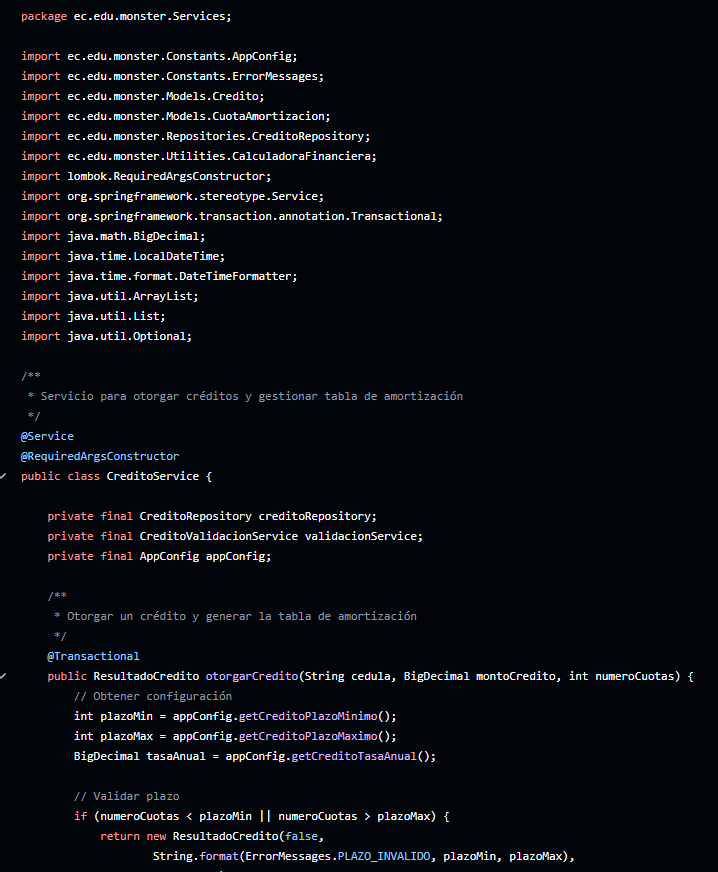 package ec.edu.monster.Services;
import ec.edu.monster.Constants.AppConfig;
import ec.edu.monster.Constants.ErrorMessages;
import ec.edu.monster.Models.Credito;
import ec.edu.monster.Models.CuotaAmortizacion;
import ec.edu.monster.Repositories.CreditoRepository;
import ec.edu.monster.Utilities.CalculadoraFinanciera;
import lombok.RequiredArgsConstructor;
import org.springframework.stereotype.Service;
import org.springframework.transaction.annotation.Transactional;
import java.math.BigDecimal;
import java.time.LocalDateTime;
import java.time.format.DateTimeFormatter;
import java.util.ArrayList;
import java.util.List;
import java.util.Optional;
/**
 * Servicio para otorgar créditos y gestionar tabla de amortización
 */
@Service
@RequiredArgsConstructor
public class CreditoService {
    private final CreditoRepository creditoRepository;
    private final CreditoValidacionService validacionService;
    private final AppConfig appConfig;
    /**
     * Otorgar un crédito y generar la tabla de amortización
     */
    @Transactional
    public ResultadoCredito otorgarCredito(String cedula, BigDecimal montoCredito, int numeroCuotas) {
        // Obtener configuración
        int plazoMin = appConfig.getCreditoPlazoMinimo();
        int plazoMax = appConfig.getCreditoPlazoMaximo();
        BigDecimal tasaAnual = appConfig.getCreditoTasaAnual();
        // Validar plazo
        if (numeroCuotas < plazoMin || numeroCuotas > plazoMax) {
            return new ResultadoCredito(false,
                    String.format(ErrorMessages.PLAZO_INVALIDO, plazoMin, plazoMax),